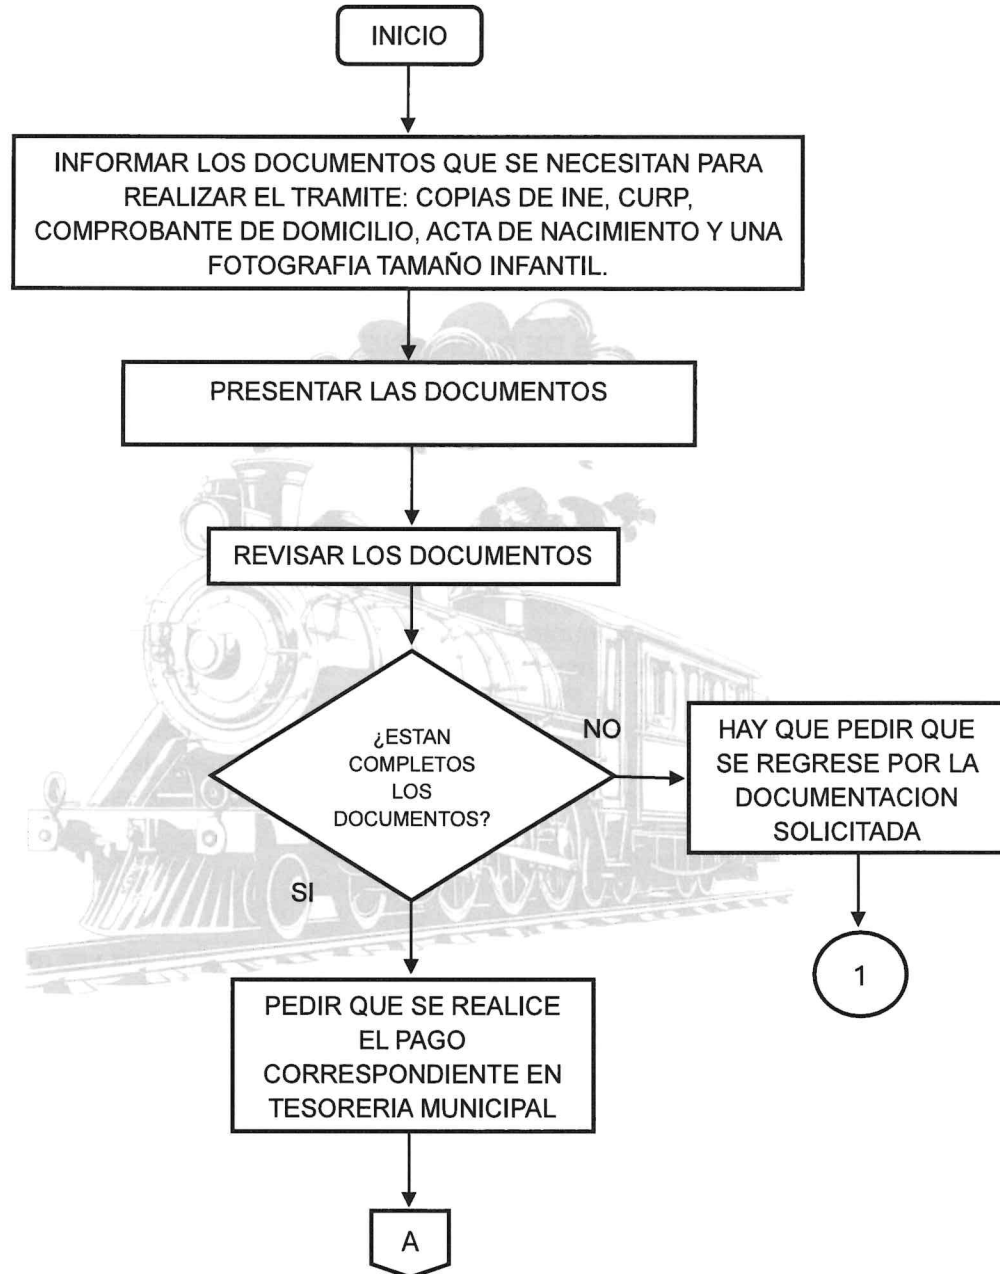 INICIO
INFORMAR LOS DOCUMENTOS QUE SE NECESITAN PARA
REALIZAR EL TRAMITE: COPIAS DE INE, CURP,
COMPROBANTE DE DOMICILIO, ACTA DE NACIMIENTO Y UNA
FOTOGRAFIA TAMAÑO INFANTIL.
PRESENTAR LAS DOCUMENTOS
REVISAR LOS DOCUMENTOS
¿ESTAN
COMPLETOS
LOS
DOCUMENTOS?
NO
HAY QUE PEDIR QUE
SE REGRESE POR LA
DOCUMENTACION
SOLICITADA
SI
1
PEDIR QUE SE REALICE
EL PAGO
CORRESPONDIENTE EN
TESORERIA MUNICIPAL
A